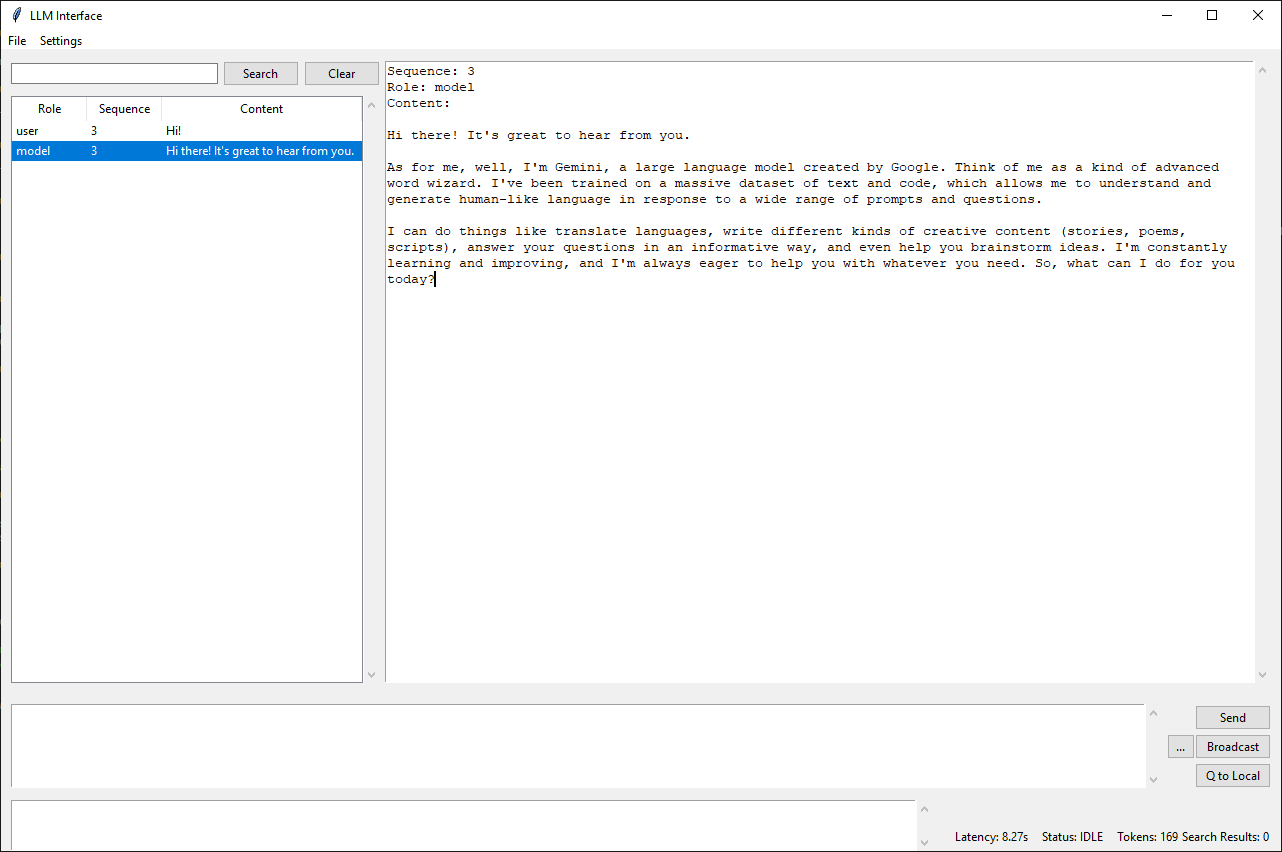 LLM Interface
File Settings
Search Clear
Role Sequence Content
user 3 Hi!
model 3 Hi there! It's great to hear from you.
Sequence: 3
Role: model
Content:
Hi there! It's great to hear from you.
As for me, well, I'm Gemini, a large language model created by Google. Think of me as a kind of advanced
word wizard. I've been trained on a massive dataset of text and code, which allows me to understand and
generate human-like language in response to a wide range of prompts and questions.
I can do things like translate languages, write different kinds of creative content (stories, poems,
scripts), answer your questions in an informative way, and even help you brainstorm ideas. I'm constantly
learning and improving, and I'm always eager to help you with whatever you need. So, what can I do for you
today?
Send
... Broadcast
Q to Local
Latency: 8.27s Status: IDLE Tokens: 169 Search Results: 0